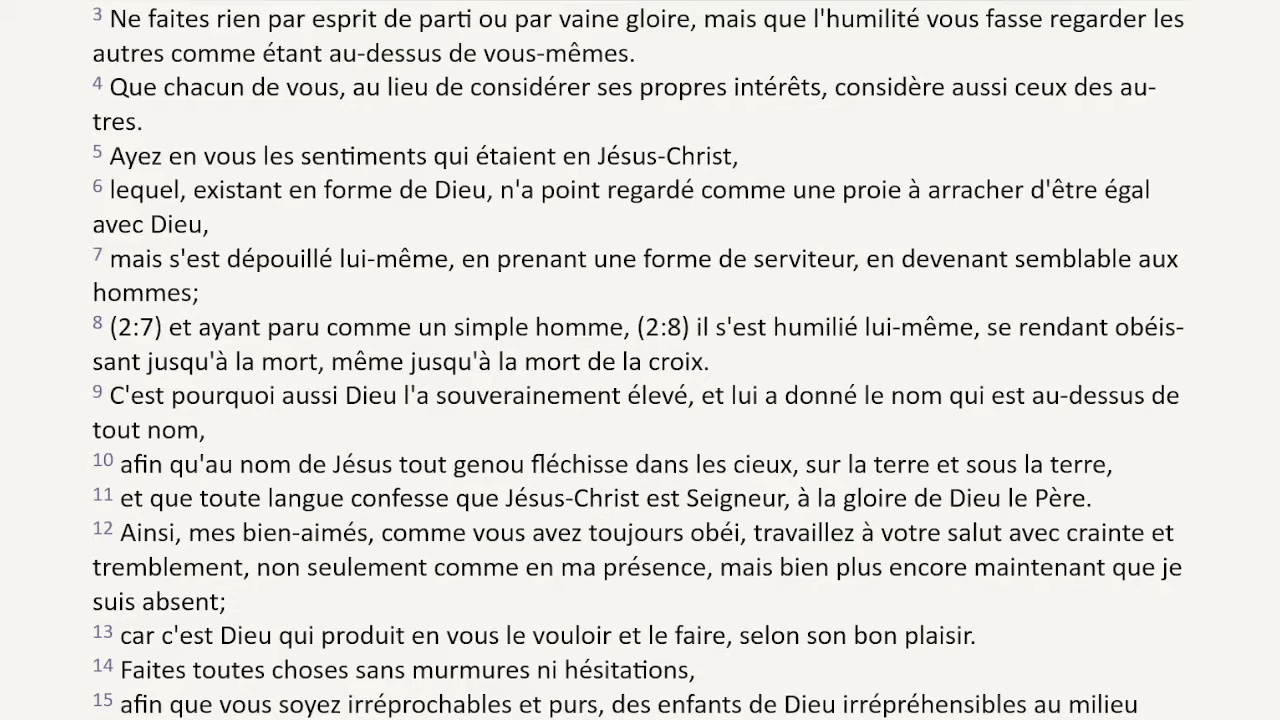 3 Ne faites rien par esprit de parti ou par vaine gloire, mais que l'humilité vous fasse regarder les
autres comme étant au-dessus de vous-mêmes.
4 Que chacun de vous, au lieu de considérer ses propres intérêts, considère aussi ceux des au-
tres.
5 Ayez en vous les sentiments qui étaient en Jésus-Christ,
6 lequel, existant en forme de Dieu, n'a point regardé comme une proie à arracher d'être égal
avec Dieu,
7 mais s'est dépouillé lui-même, en prenant une forme de serviteur, en devenant semblable aux
hommes;
8 (2:7) et ayant paru comme un simple homme, (2:8) il s'est humilié lui-même, se rendant obéis-
sant jusqu'à la mort, même jusqu'à la mort de la croix.
9 C'est pourquoi aussi Dieu l'a souverainement élevé, et lui a donné le nom qui est au-dessus de
tout nom,
10 afin qu'au nom de Jésus tout genou fléchisse dans les cieux, sur la terre et sous la terre,
11 et que toute langue confesse que Jésus-Christ est Seigneur, à la gloire de Dieu le Père.
12 Ainsi, mes bien-aimés, comme vous avez toujours obéi, travaillez à votre salut avec crainte et
tremblement, non seulement comme en ma présence, mais bien plus encore maintenant que je
suis absent;
13 car c'est Dieu qui produit en vous le vouloir et le faire, selon son bon plaisir.
14 Faites toutes choses sans murmures ni hésitations,
15 afin que vous soyez irréprochables et purs, des enfants de Dieu irrépréhensibles au milieu